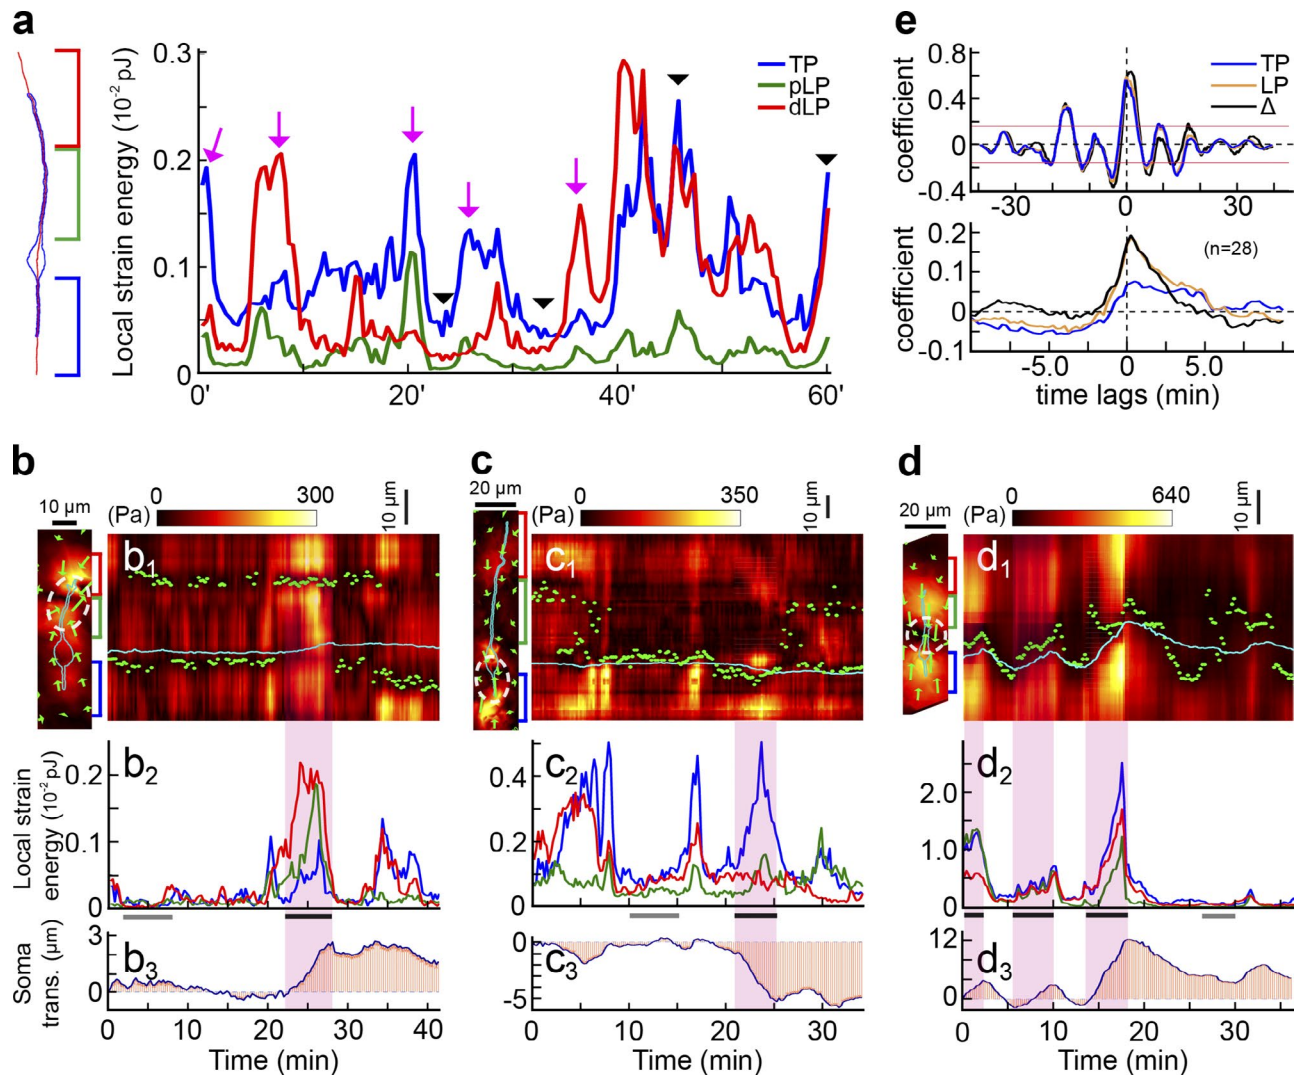 a
Local strain energy (10-2 pJ)
0.3
0.2
0.1
0
0' 20' 40' 60'
TP
pLP
dLP
e
coefficient
0.8
0.4
0
-0.4
-30 0 30
TP
LP
Δ
coefficient
0.2
0.1
0
-0.1
(n=28)
-5.0 0 5.0
time lags (min)
b
10 µm
0 300
(Pa)
10 µm
b1
Local strain
energy (10-2 pJ)
b2
0.2
0.1
0
Soma
trans. (µm)
b3
3
0
0 10 20 30 40
Time (min)
c
20 µm
0 350
(Pa)
10 µm
c1
c2
0.4
0.2
0
c3
0
-5
0 10 20 30
Time (min)
d
20 µm
0 640
(Pa)
10 µm
d1
d2
2.0
1.0
0
d3
12
0
0 10 20 30
Time (min)